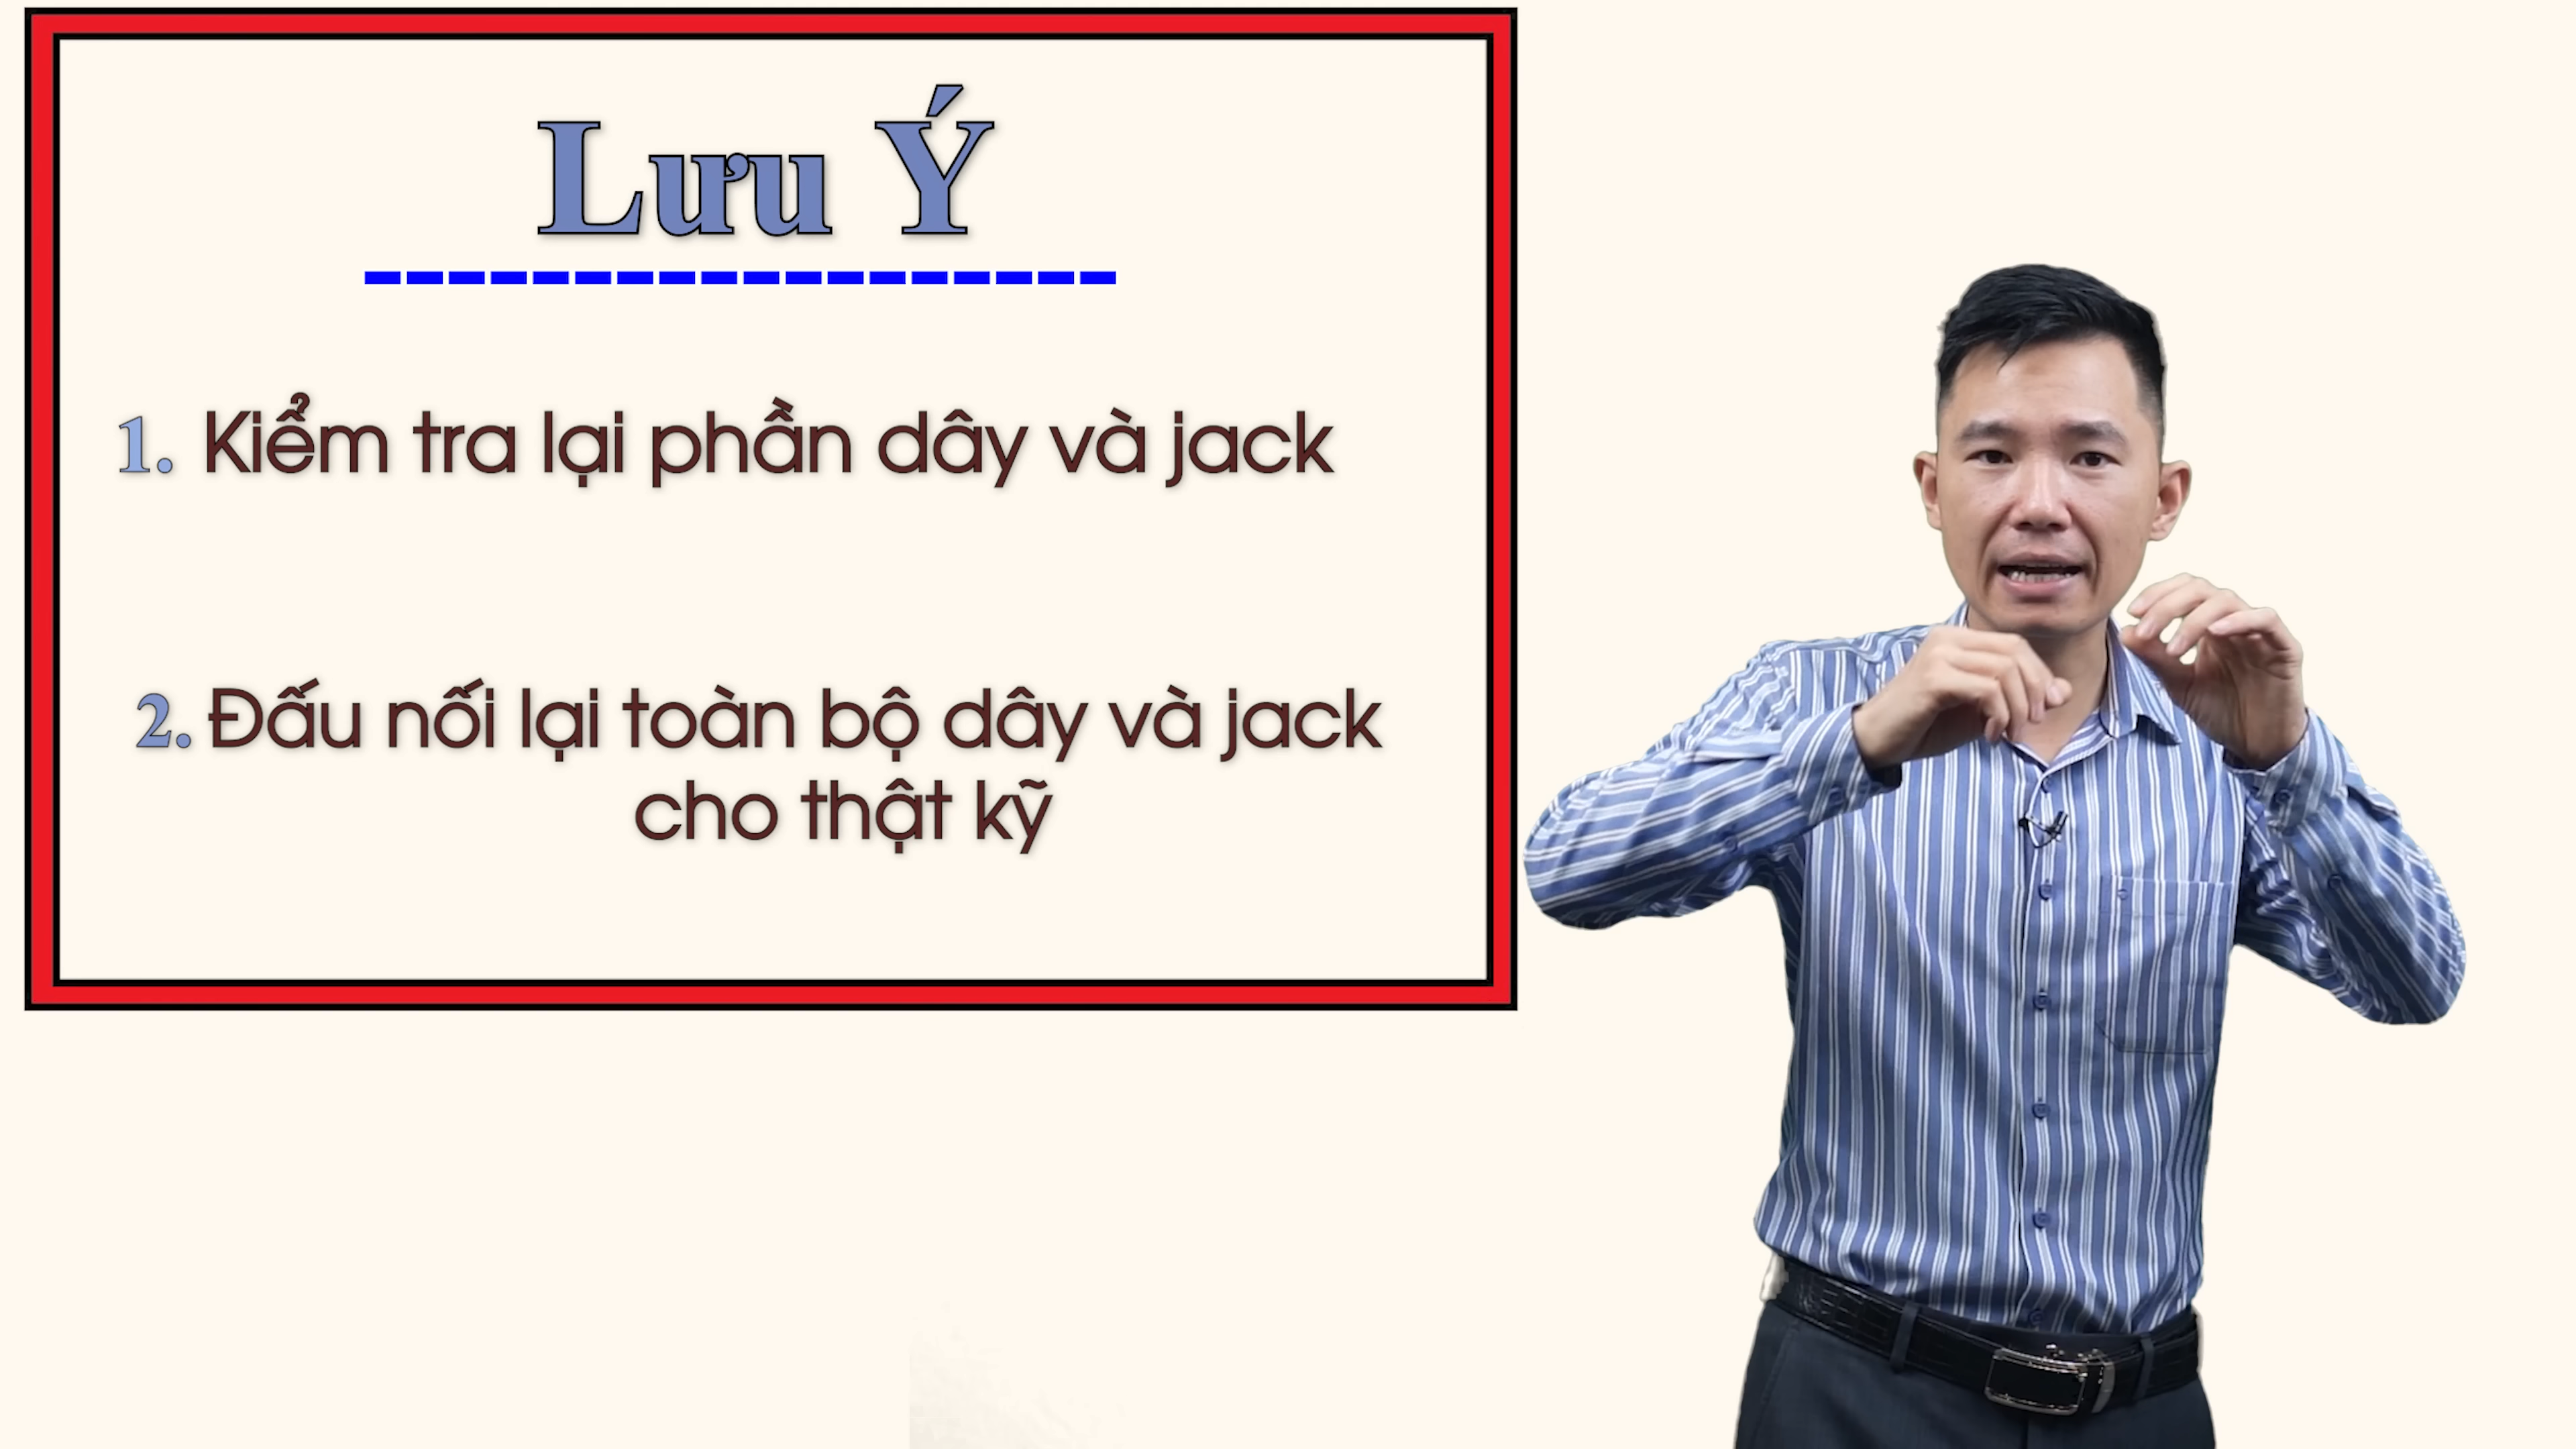 Lưu Ý
1. Kiểm tra lại phần dây và jack
2. Đấu nối lại toàn bộ dây và jack
cho thật kỹ